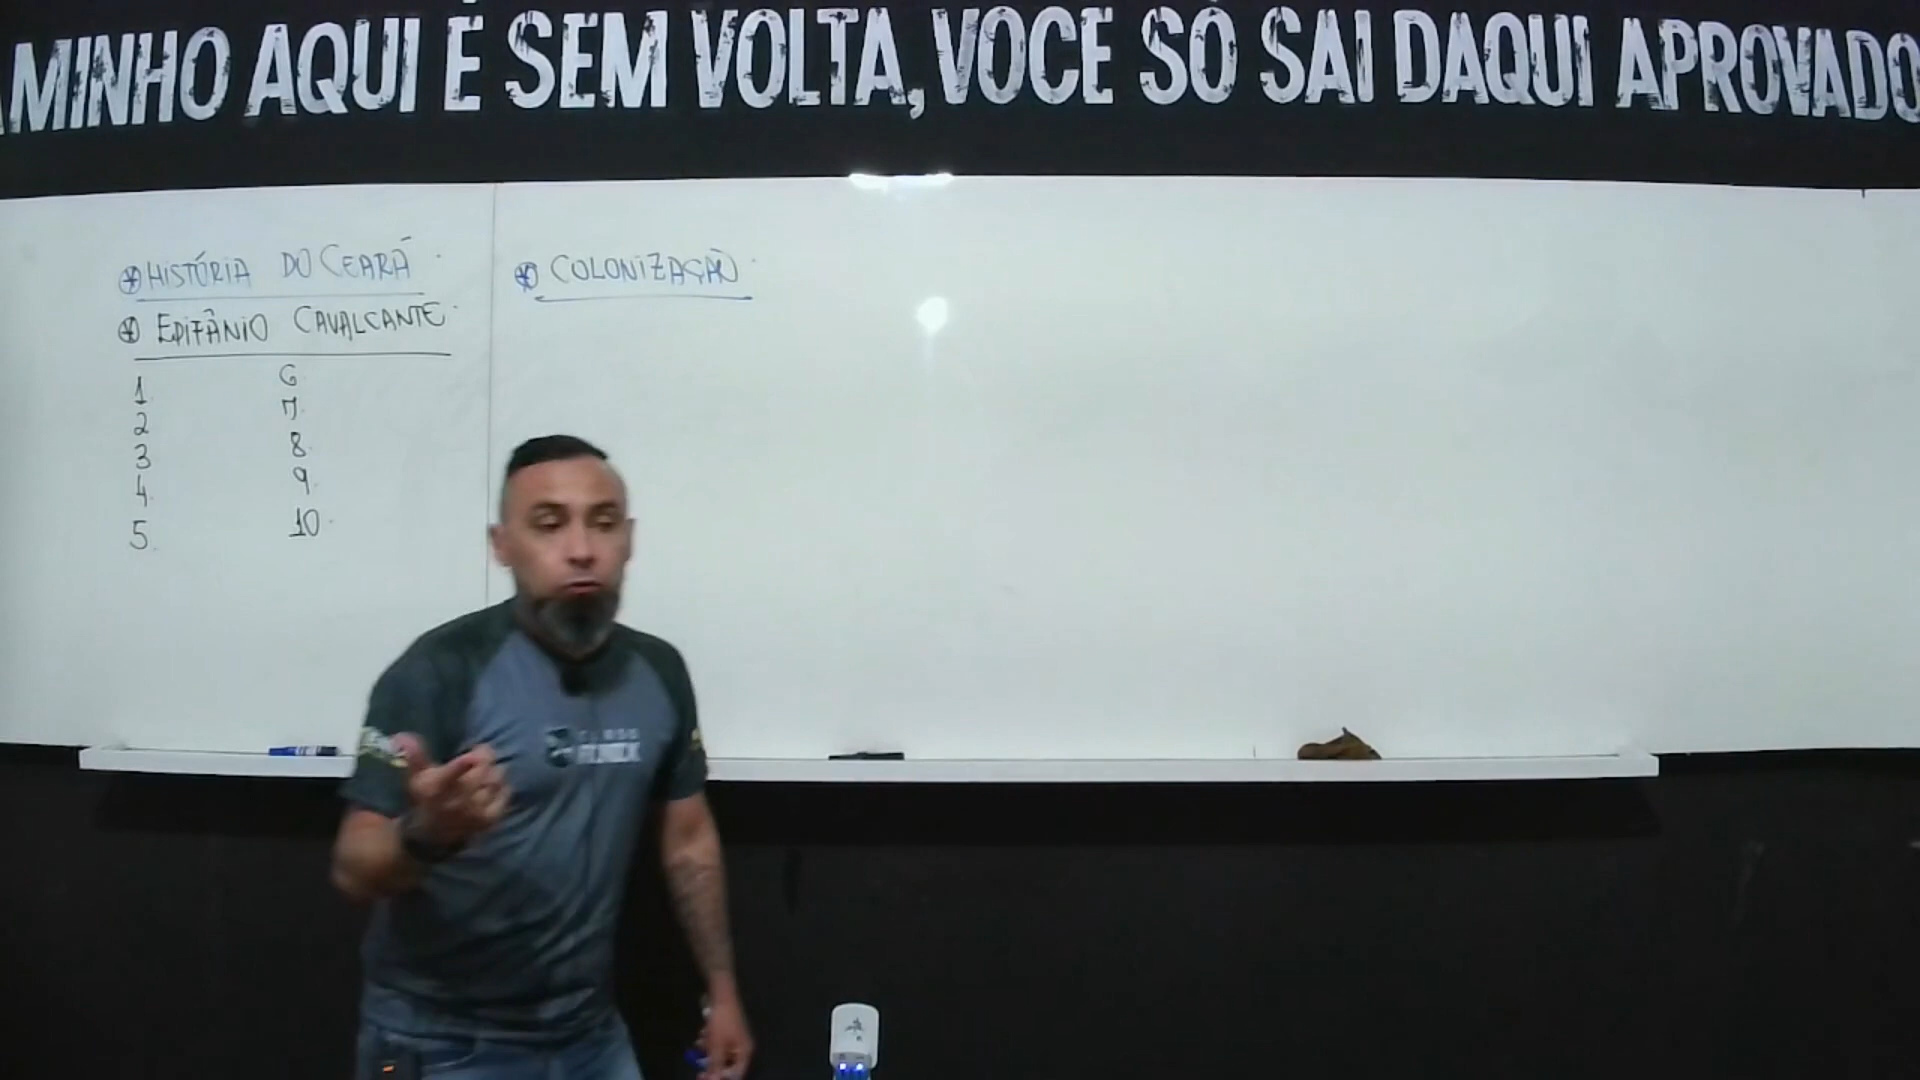 MINHO AQUI É SEM VOLTA, VOCE SÓ SAI DAQUI APROVADO
HISTÓRIA DO CEARÁ
EPIFÂNIO CAVALCANTE
1. 6
2 7.
3 8.
4. 9.
5. 10.
COLONIZAÇÃO